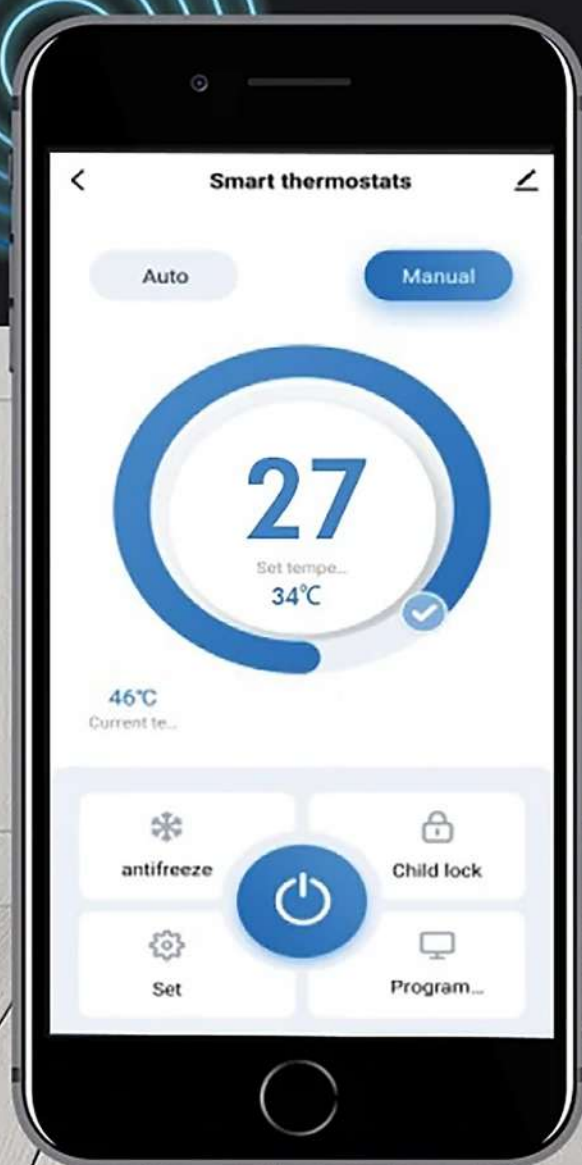 Smart thermostats
Auto
Manual
27
Set tempe...
34℃
46℃
Current te...
antifreeze
Child lock
Set
Program...